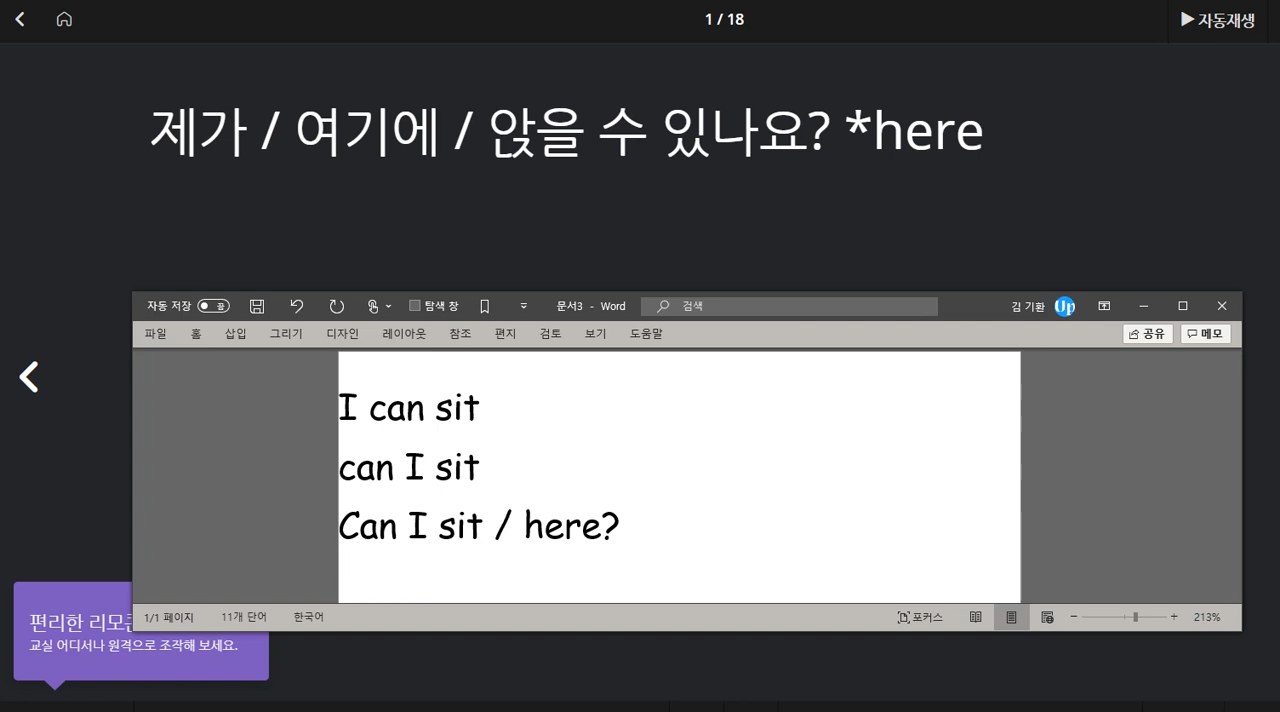 1 / 18
▶ 자동재생
제가 / 여기에 / 앉을 수 있나요? *here
자동 저장 끔 탐색 창 문서3 - Word 검색 김 기환 Up
파일 홈 삽입 그리기 디자인 레이아웃 참조 편지 검토 보기 도움말 공유 메모
I can sit
can I sit
Can I sit / here?
1/1 페이지 11개 단어 한국어 포커스 213%
편리한 리모
교실 어디서나 원격으로 조작해 보세요.